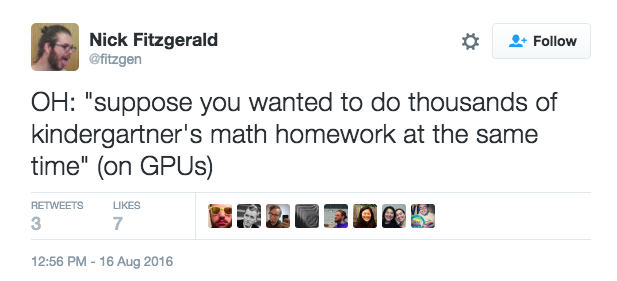 Nick Fitzgerald
@fitzgen
Follow
OH: "suppose you wanted to do thousands of
kindergartner's math homework at the same
time" (on GPUs)
RETWEETS LIKES
3 7
12:56 PM - 16 Aug 2016